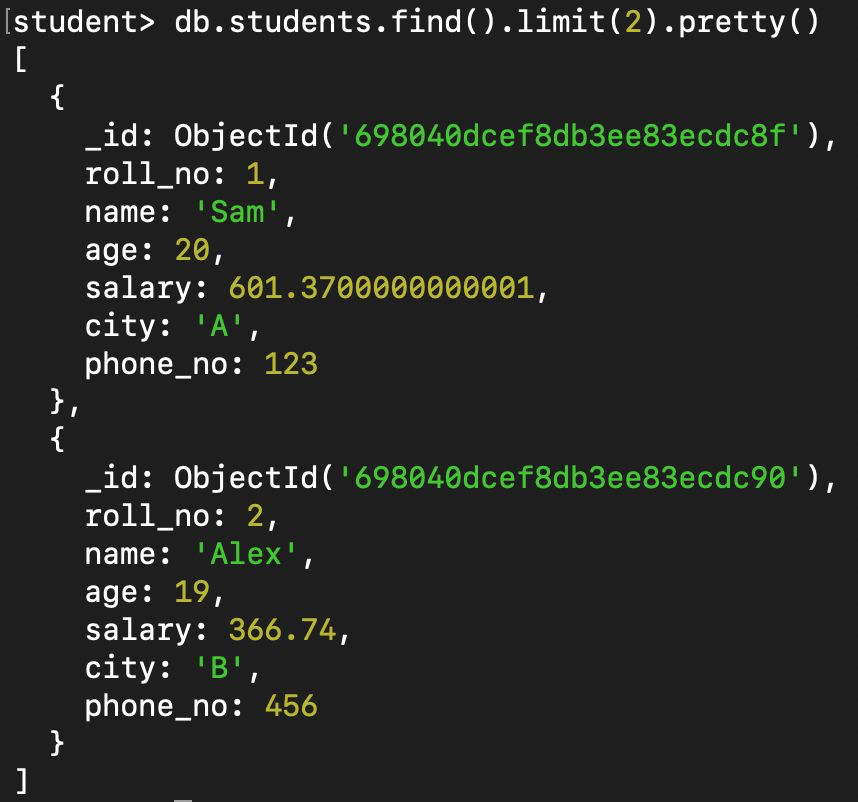 [student> db.students.find().limit(2).pretty()
[
  {
    _id: ObjectId('698040dcef8db3ee83ecdc8f'),
    roll_no: 1,
    name: 'Sam',
    age: 20,
    salary: 601.3700000000001,
    city: 'A',
    phone_no: 123
  },
  {
    _id: ObjectId('698040dcef8db3ee83ecdc90'),
    roll_no: 2,
    name: 'Alex',
    age: 19,
    salary: 366.74,
    city: 'B',
    phone_no: 456
  }
]